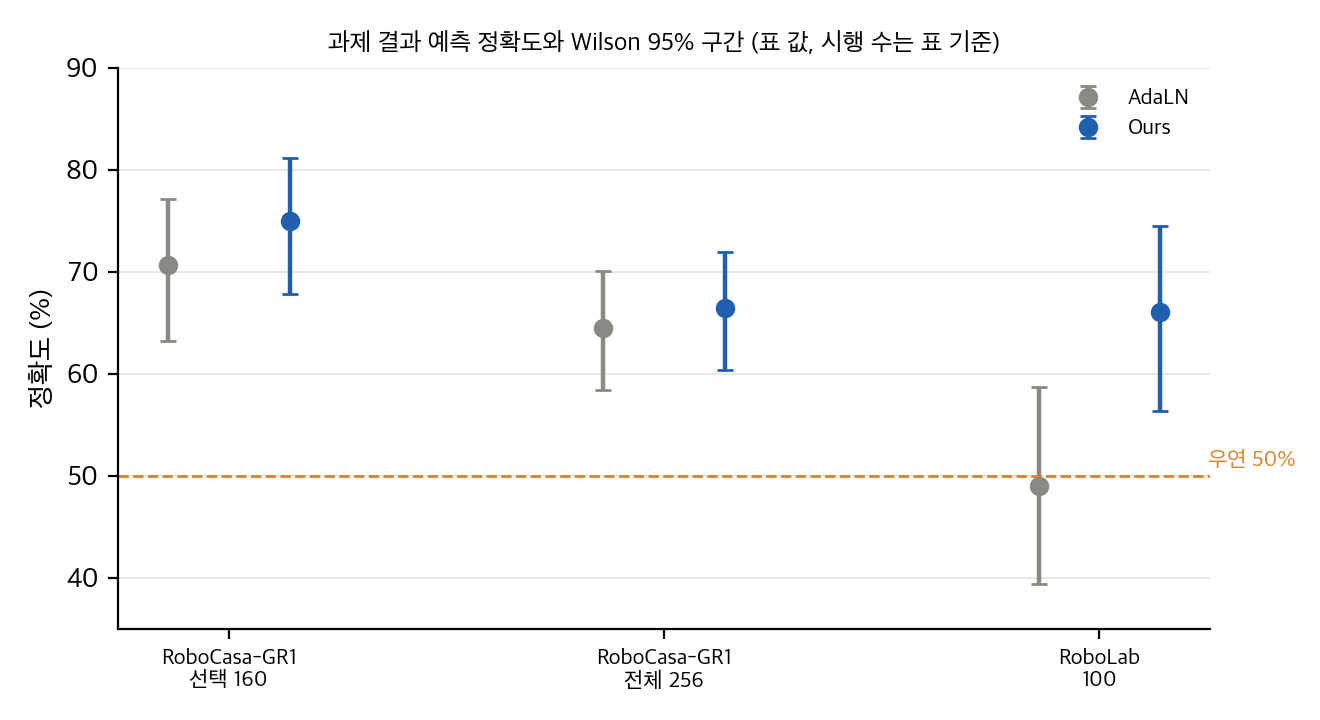 과제 결과 예측 정확도와 Wilson 95% 구간 (표 값, 시행 수는 표 기준)
AdaLN
Ours
정확도 (%)
90
80
70
60
50
40
우연 50%
RoboCasa-GR1
선택 160
RoboCasa-GR1
전체 256
RoboLab
100